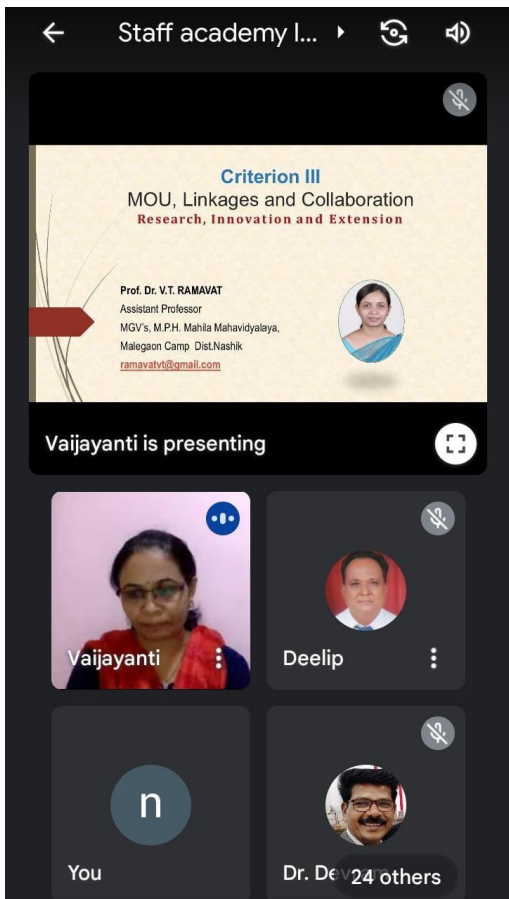 Staff academy I...
Criterion III
MOU, Linkages and Collaboration
Research, Innovation and Extension
Prof. Dr. V.T. RAMAVAT
Assistant Professor
MGV's, M.P.H. Mahila Mahavidyalaya,
Malegaon Camp Dist.Nashik
ramavatvt@gmail.com
Vaijayanti is presenting
Vaijayanti
Deelip
n
You
Dr.
24 others